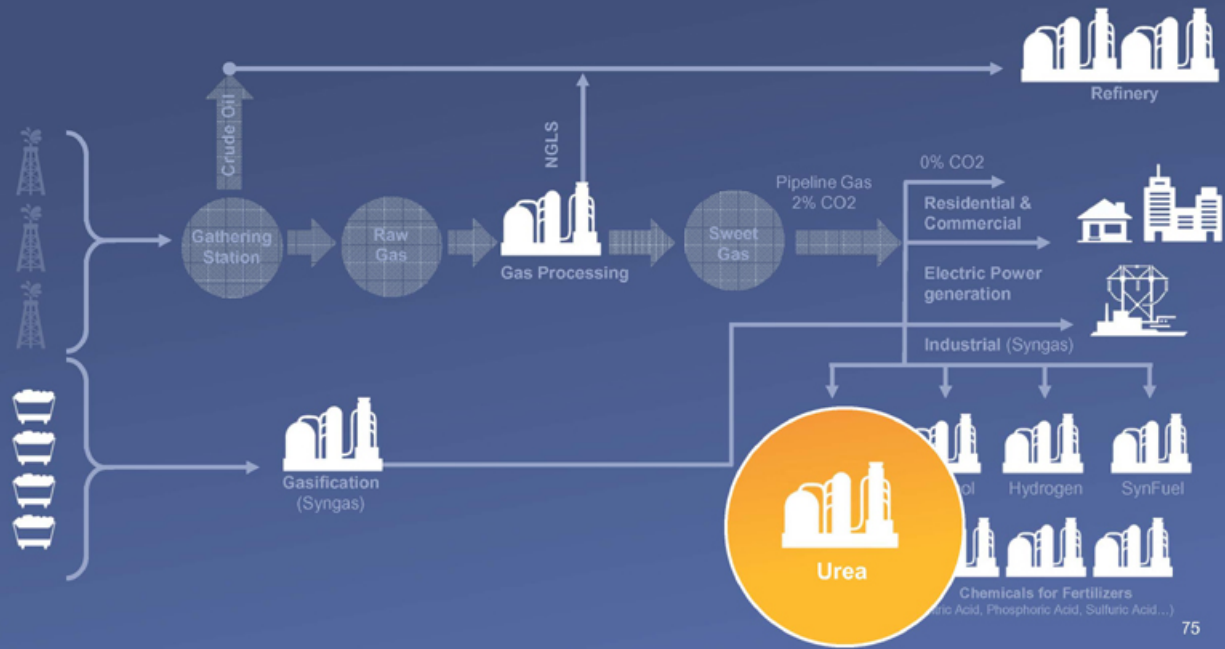 Refinery
Crude Oil
NGLS
Gathering
Station
Raw
Gas
Gas Processing
Sweet
Gas
Pipeline Gas
2% CO2
0% CO2
Residential &
Commercial
Electric Power
generation
Industrial (Syngas)
Gasification
(Syngas)
Urea
Hydrogen
SynFuel
Chemicals for Fertilizers
Acid, Phosphoric Acid, Sulfuric Acid...)
75